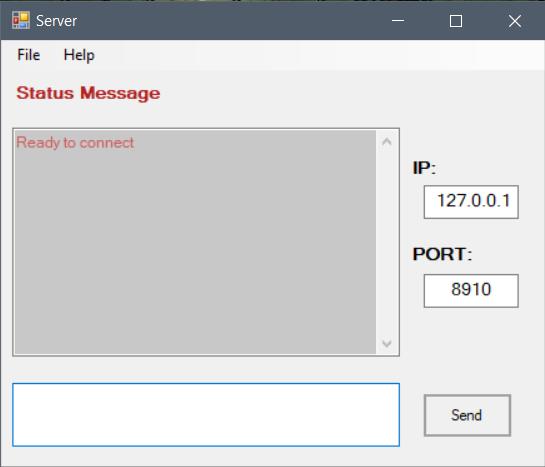 Server
File Help
Status Message
Ready to connect
IP:
127.0.0.1
PORT:
8910
Send